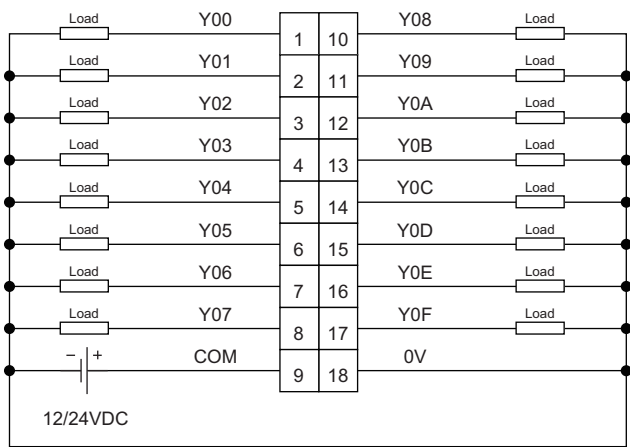 Load Y00 1 10 Y08 Load
Load Y01 2 11 Y09 Load
Load Y02 3 12 Y0A Load
Load Y03 4 13 Y0B Load
Load Y04 5 14 Y0C Load
Load Y05 6 15 Y0D Load
Load Y06 7 16 Y0E Load
Load Y07 8 17 Y0F Load
− + COM 9 18 0V
12/24VDC